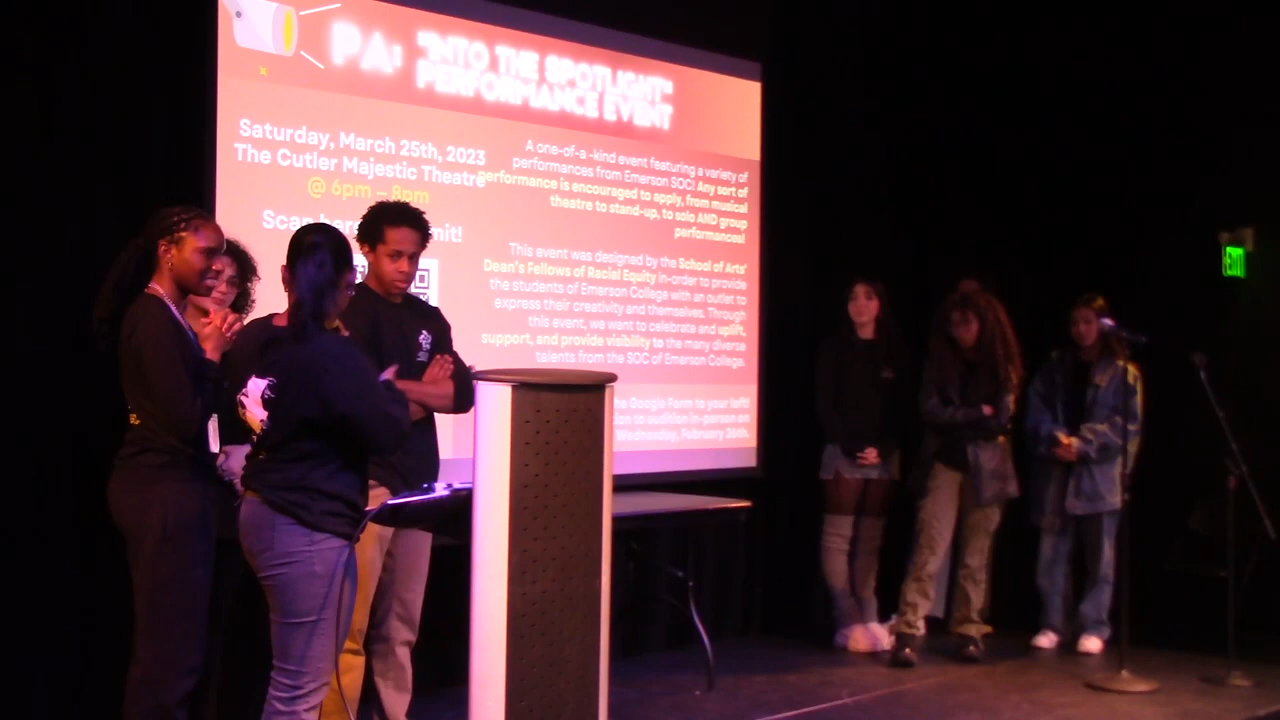 PA: "INTO THE SPOTLIGHT"
PERFORMANCE EVENT
Saturday, March 25th, 2023
The Cutler Majestic Theatre
@ 6pm – 8pm
Scan here mit!
A one-of-a -kind event featuring a variety of
performances from Emerson SOC! Any sort of
performance is encouraged to apply, from musical
theatre to stand-up, to solo AND group
performances!
This event was designed by the School of Arts'
Dean's Fellows of Racial Equity in-order to provide
the students of Emerson College with an outlet to
express their creativity and themselves. Through
this event, we want to celebrate and uplift,
support, and provide visibility to the many diverse
talents from the SOC of Emerson College.
the Google Form to your left!
to audition in-person on
Wednesday, February 26th.
EXIT